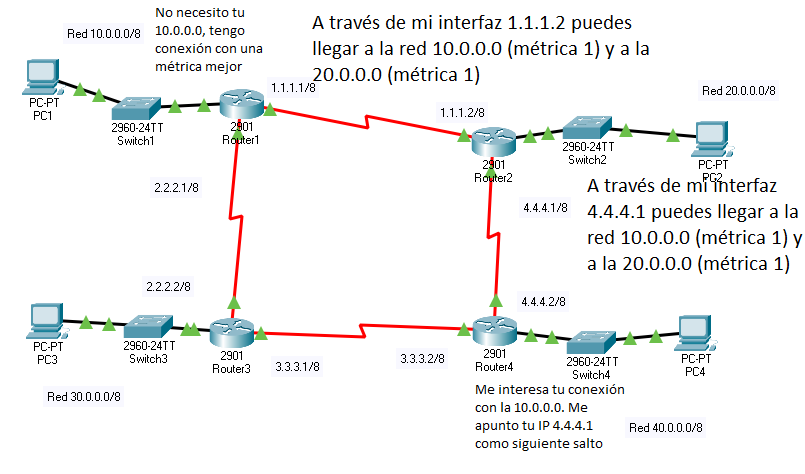 No necesito tu
10.0.0.0, tengo
conexión con una
métrica mejor
A través de mi interfaz 1.1.1.2 puedes
llegar a la red 10.0.0.0 (métrica 1) y a la
20.0.0.0 (métrica 1)
Red 10.0.0.0/8
PC-PT
PC1
2960-24TT
Switch1
2901
Router1
1.1.1.1/8
1.1.1.2/8
2901
Router2
2960-24TT
Switch2
Red 20.0.0.0/8
PC-PT
PC2
A través de mi interfaz
4.4.4.1 puedes llegar a la
red 10.0.0.0 (métrica 1) y
a la 20.0.0.0 (métrica 1)
2.2.2.1/8
4.4.4.1/8
2.2.2.2/8
4.4.4.2/8
PC-PT
PC3
2960-24TT
Switch3
2901
Router3
3.3.3.1/8
3.3.3.2/8
2901
Router4
2960-24TT
Switch4
PC-PT
PC4
Red 30.0.0.0/8
Me interesa tu conexión
con la 10.0.0.0. Me
apunto tu IP 4.4.4.1
como siguiente salto
Red 40.0.0.0/8